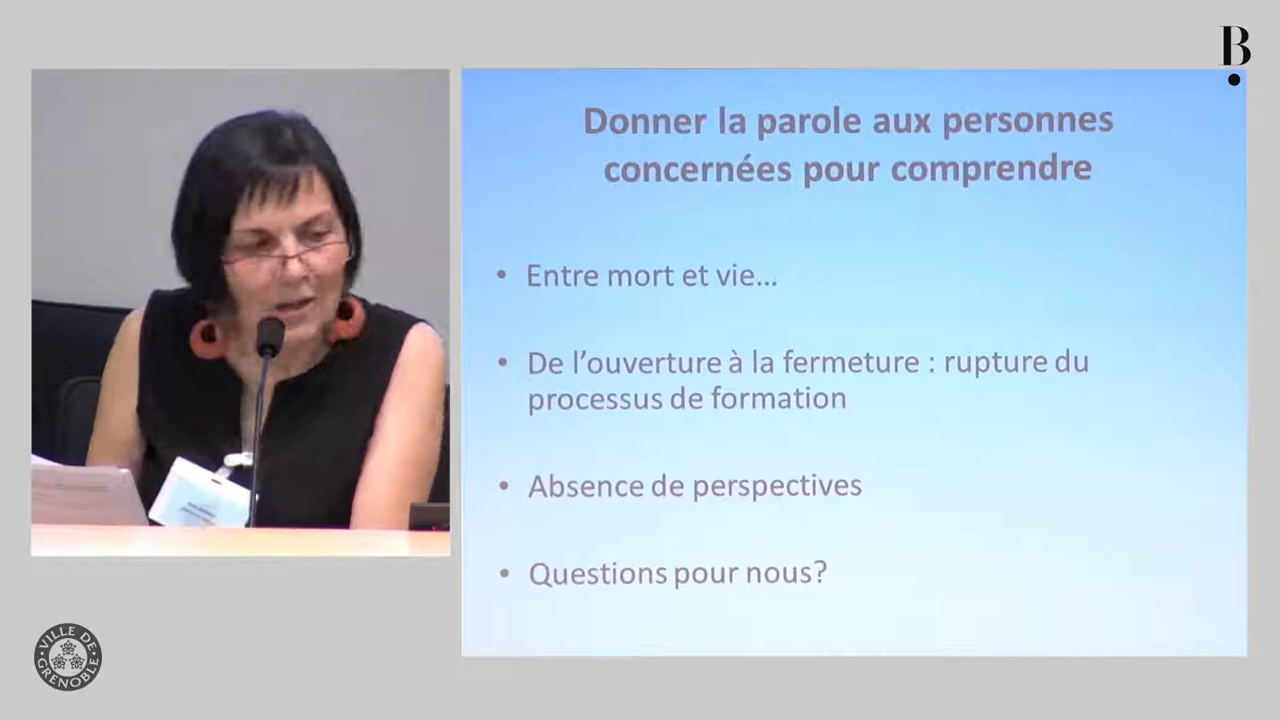 B
Donner la parole aux personnes
concernées pour comprendre
• Entre mort et vie...
• De l’ouverture à la fermeture : rupture du
processus de formation
• Absence de perspectives
• Questions pour nous?
VILLE DE
GRENOBLE